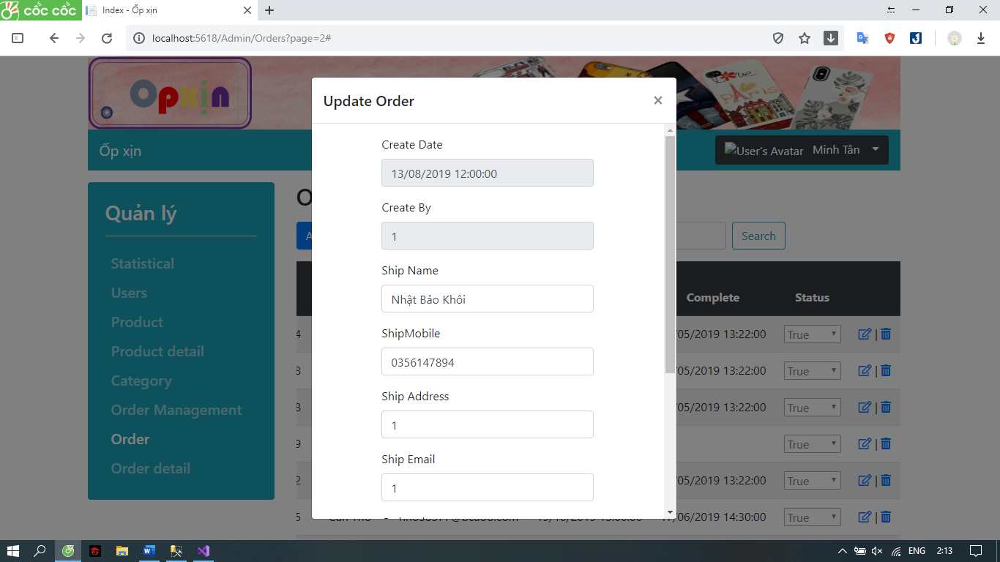 cốc cốc
Index - Ốp xịn
localhost:5618/Admin/Orders?page=2#
Opxịn
LOVE
PARIS
Ốp xịn
User's Avatar Minh Tân
Quản lý
Statistical
Users
Product
Product detail
Category
Order Management
Order
Order detail
O
A
Search
Complete Status
4 /05/2019 13:22:00 True |
8 /05/2019 13:22:00 True |
8 /05/2019 13:22:00 True |
9 True |
2 /05/2019 13:22:00 True |
5 /06/2019 14:30:00 True |
Update Order ×
Create Date
13/08/2019 12:00:00
Create By
1
Ship Name
Nhật Bảo Khôi
ShipMobile
0356147894
Ship Address
1
Ship Email
1
ENG 2:13